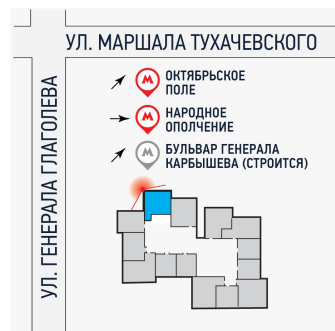 УЛ. МАРШАЛА ТУХАЧЕВСКОГО
УЛ. ГЕНЕРАЛА ГЛАГОЛЕВА
М ОКТЯБРЬСКОЕ
ПОЛЕ
М НАРОДНОЕ
ОПОЛЧЕНИЕ
М БУЛЬВАР ГЕНЕРАЛА
КАРБЫШЕВА (СТРОИТСЯ)